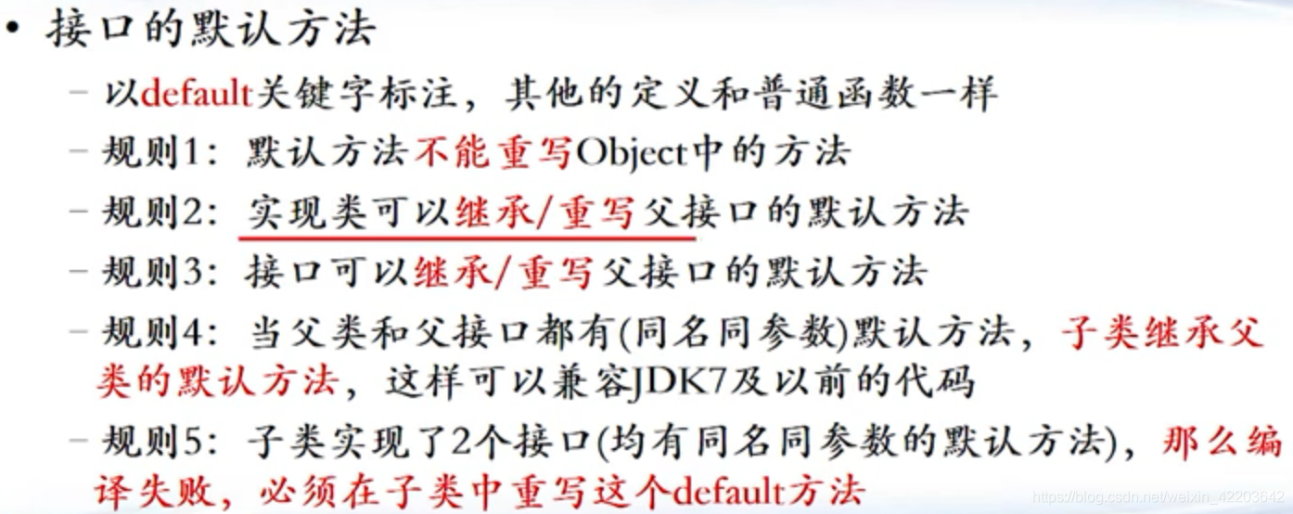 • 接口的默认方法
– 以default关键字标注，其他的定义和普通函数一样
– 规则1：默认方法不能重写Object中的方法
– 规则2：实现类可以继承/重写父接口的默认方法
– 规则3：接口可以继承/重写父接口的默认方法
– 规则4：当父类和父接口都有(同名同参数)默认方法，子类继承父
类的默认方法，这样可以兼容JDK7及以前的代码
– 规则5：子类实现了2个接口(均有同名同参数的默认方法)，那么编
译失败，必须在子类中重写这个default方法
https://blog.csdn.net/weixin_42203642